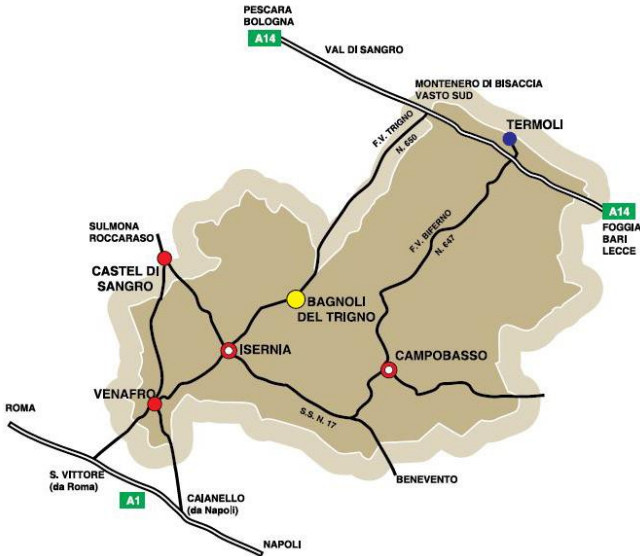 PESCARA
BOLOGNA
A14
VAL DI SANGRO
MONTENERO DI BISACCIA
VASTO SUD
TERMOLI
F.V. TRIGNO
N. 650
A14
FOGGIA
BARI
LECCE
SULMONA
ROCCARASO
CASTEL DI
SANGRO
F.V. BIFERNO
N. 647
BAGNOLI
DEL TRIGNO
ISERNIA
CAMPOBASSO
VENAFRO
ROMA
S.S. N. 17
S. VITTORE
(da Roma)
A1
CAIANELLO
(da Napoli)
BENEVENTO
NAPOLI